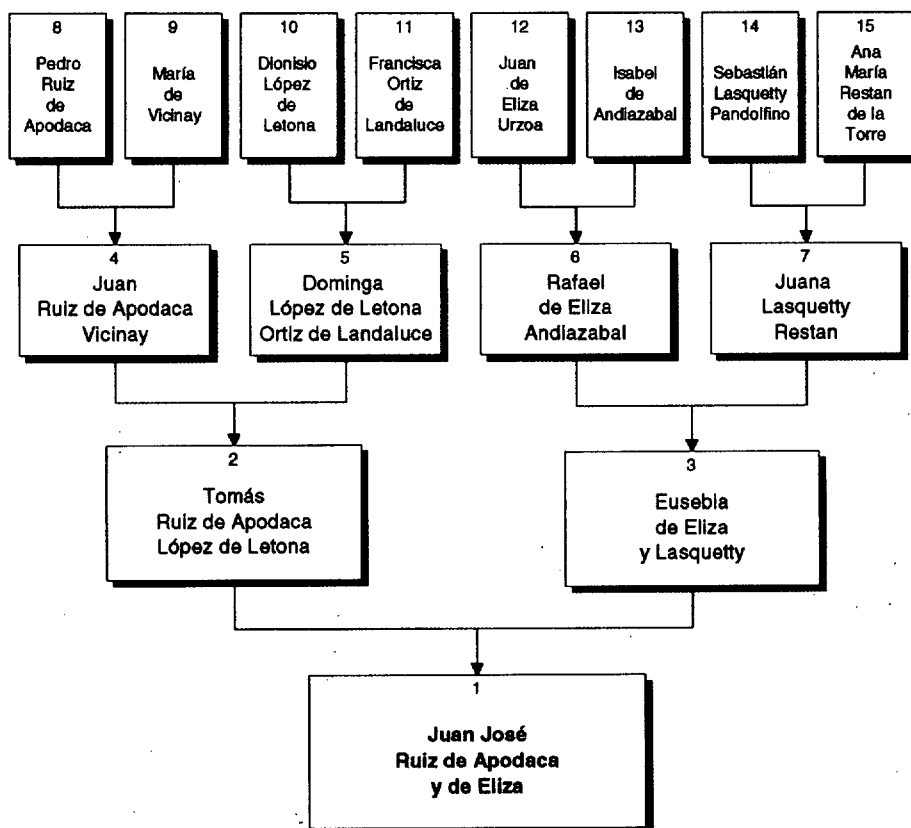 8
Pedro
Ruiz
de
Apodaca
9
María
de
Vicinay
10
Dionisio
López
de
Letona
11
Francisca
Ortiz
de
Landaluce
12
Juan
de
Eliza
Urzoa
13
Isabel
de
Andiazabal
14
Sebastián
Lasquetty
Pandolfino
15
Ana
María
Restan
de la
Torre
4
Juan
Ruiz de Apodaca
Vicinay
5
Dominga
López de Letona
Ortiz de Landaluce
6
Rafael
de Eliza
Andiazabal
7
Juana
Lasquetty
Restan
2
Tomás
Ruiz de Apodaca
López de Letona
3
Eusebia
de Eliza
y Lasquetty
1
Juan José
Ruiz de Apodaca
y de Eliza